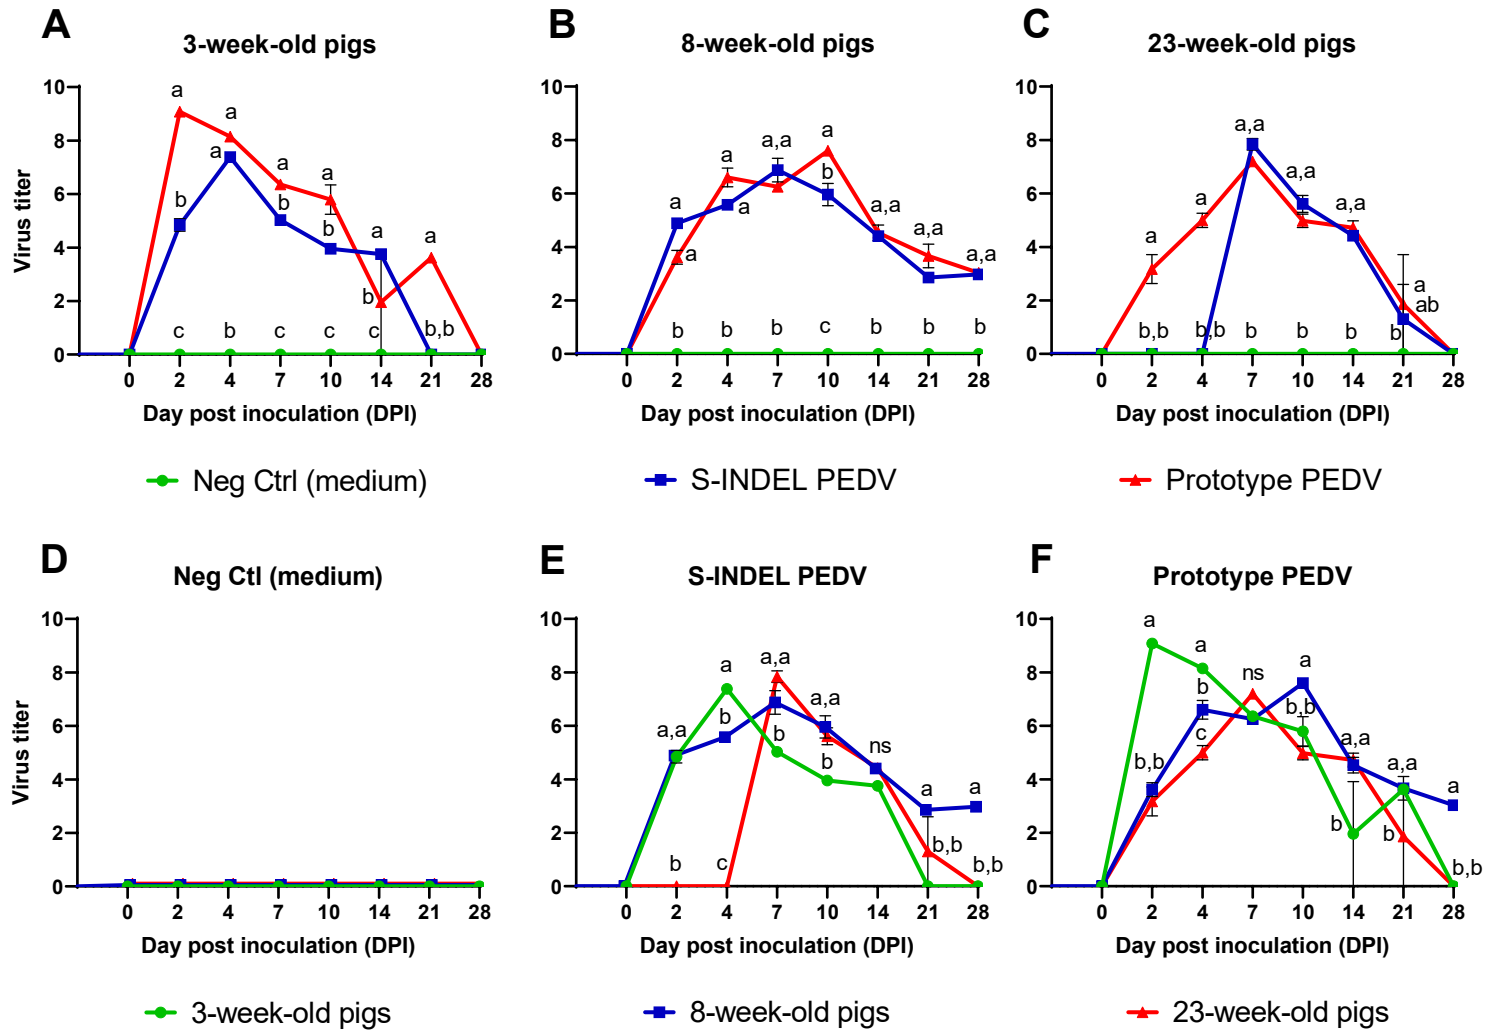 A
3-week-old pigs
Virus titer
10
8
6
4
2
0
a
a
a
a
b
a
b
b
a
b
a
c
b
c
c
c
b,b
0 2 4 7 10 14 21 28
Day post inoculation (DPI)
B
8-week-old pigs
10
8
6
4
2
0
a
a
a,a
a
a
a
b
a,a
a,a
a,a
b
b
b
c
b
b
b
0 2 4 7 10 14 21 28
Day post inoculation (DPI)
C
23-week-old pigs
10
8
6
4
2
0
a
a
a,a
a,a
a,a
a
ab
b,b
b,b
b
b
b
b
0 2 4 7 10 14 21 28
Day post inoculation (DPI)
Neg Ctrl (medium)
S-INDEL PEDV
Prototype PEDV
D
Neg Ctl (medium)
Virus titer
10
8
6
4
2
0
0 2 4 7 10 14 21 28
Day post inoculation (DPI)
E
S-INDEL PEDV
10
8
6
4
2
0
a,a
a
b
a,a
b
a,a
b
ns
a
a
b
c
b,b
b,b
0 2 4 7 10 14 21 28
Day post inoculation (DPI)
F
Prototype PEDV
10
8
6
4
2
0
a
a
b
ns
a
b,b
b,b
c
a,a
a,a
a
b
b
b,b
0 2 4 7 10 14 21 28
Day post inoculation (DPI)
3-week-old pigs
8-week-old pigs
23-week-old pigs